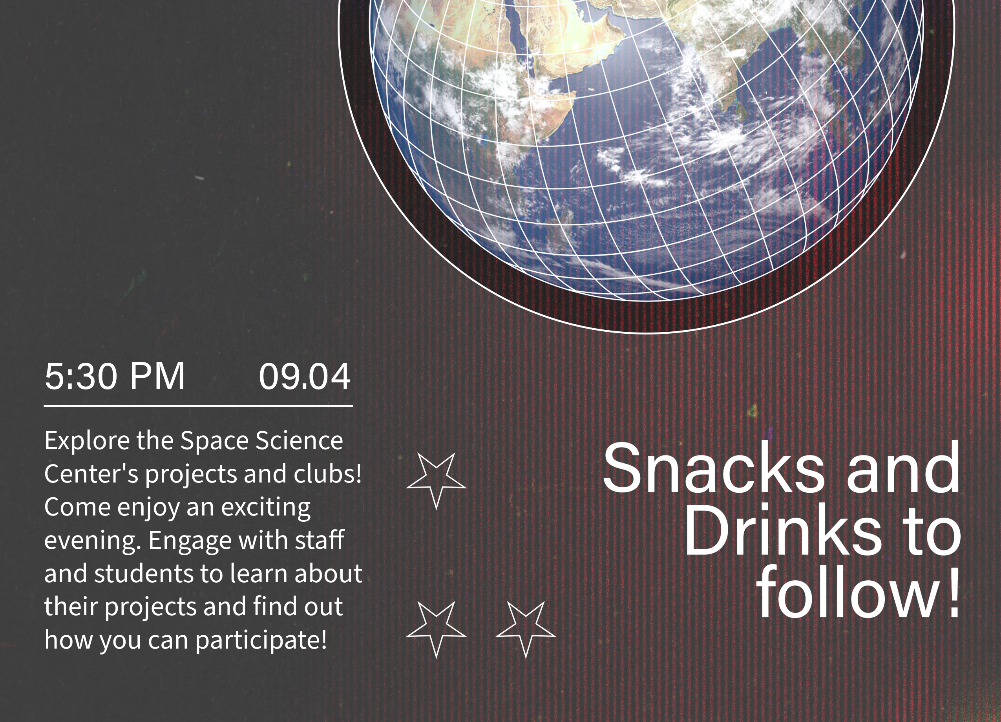 5:30 PM 09.04
Explore the Space Science
Center's projects and clubs!
Come enjoy an exciting
evening. Engage with staff
and students to learn about
their projects and find out
how you can participate!
Snacks and
Drinks to
follow!